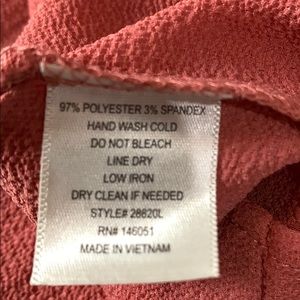 97% POLYESTER 3% SPANDEX
HAND WASH COLD
DO NOT BLEACH
LINE DRY
LOW IRON
DRY CLEAN IF NEEDED
STYLE# 28820L
RN# 146051
MADE IN VIETNAM